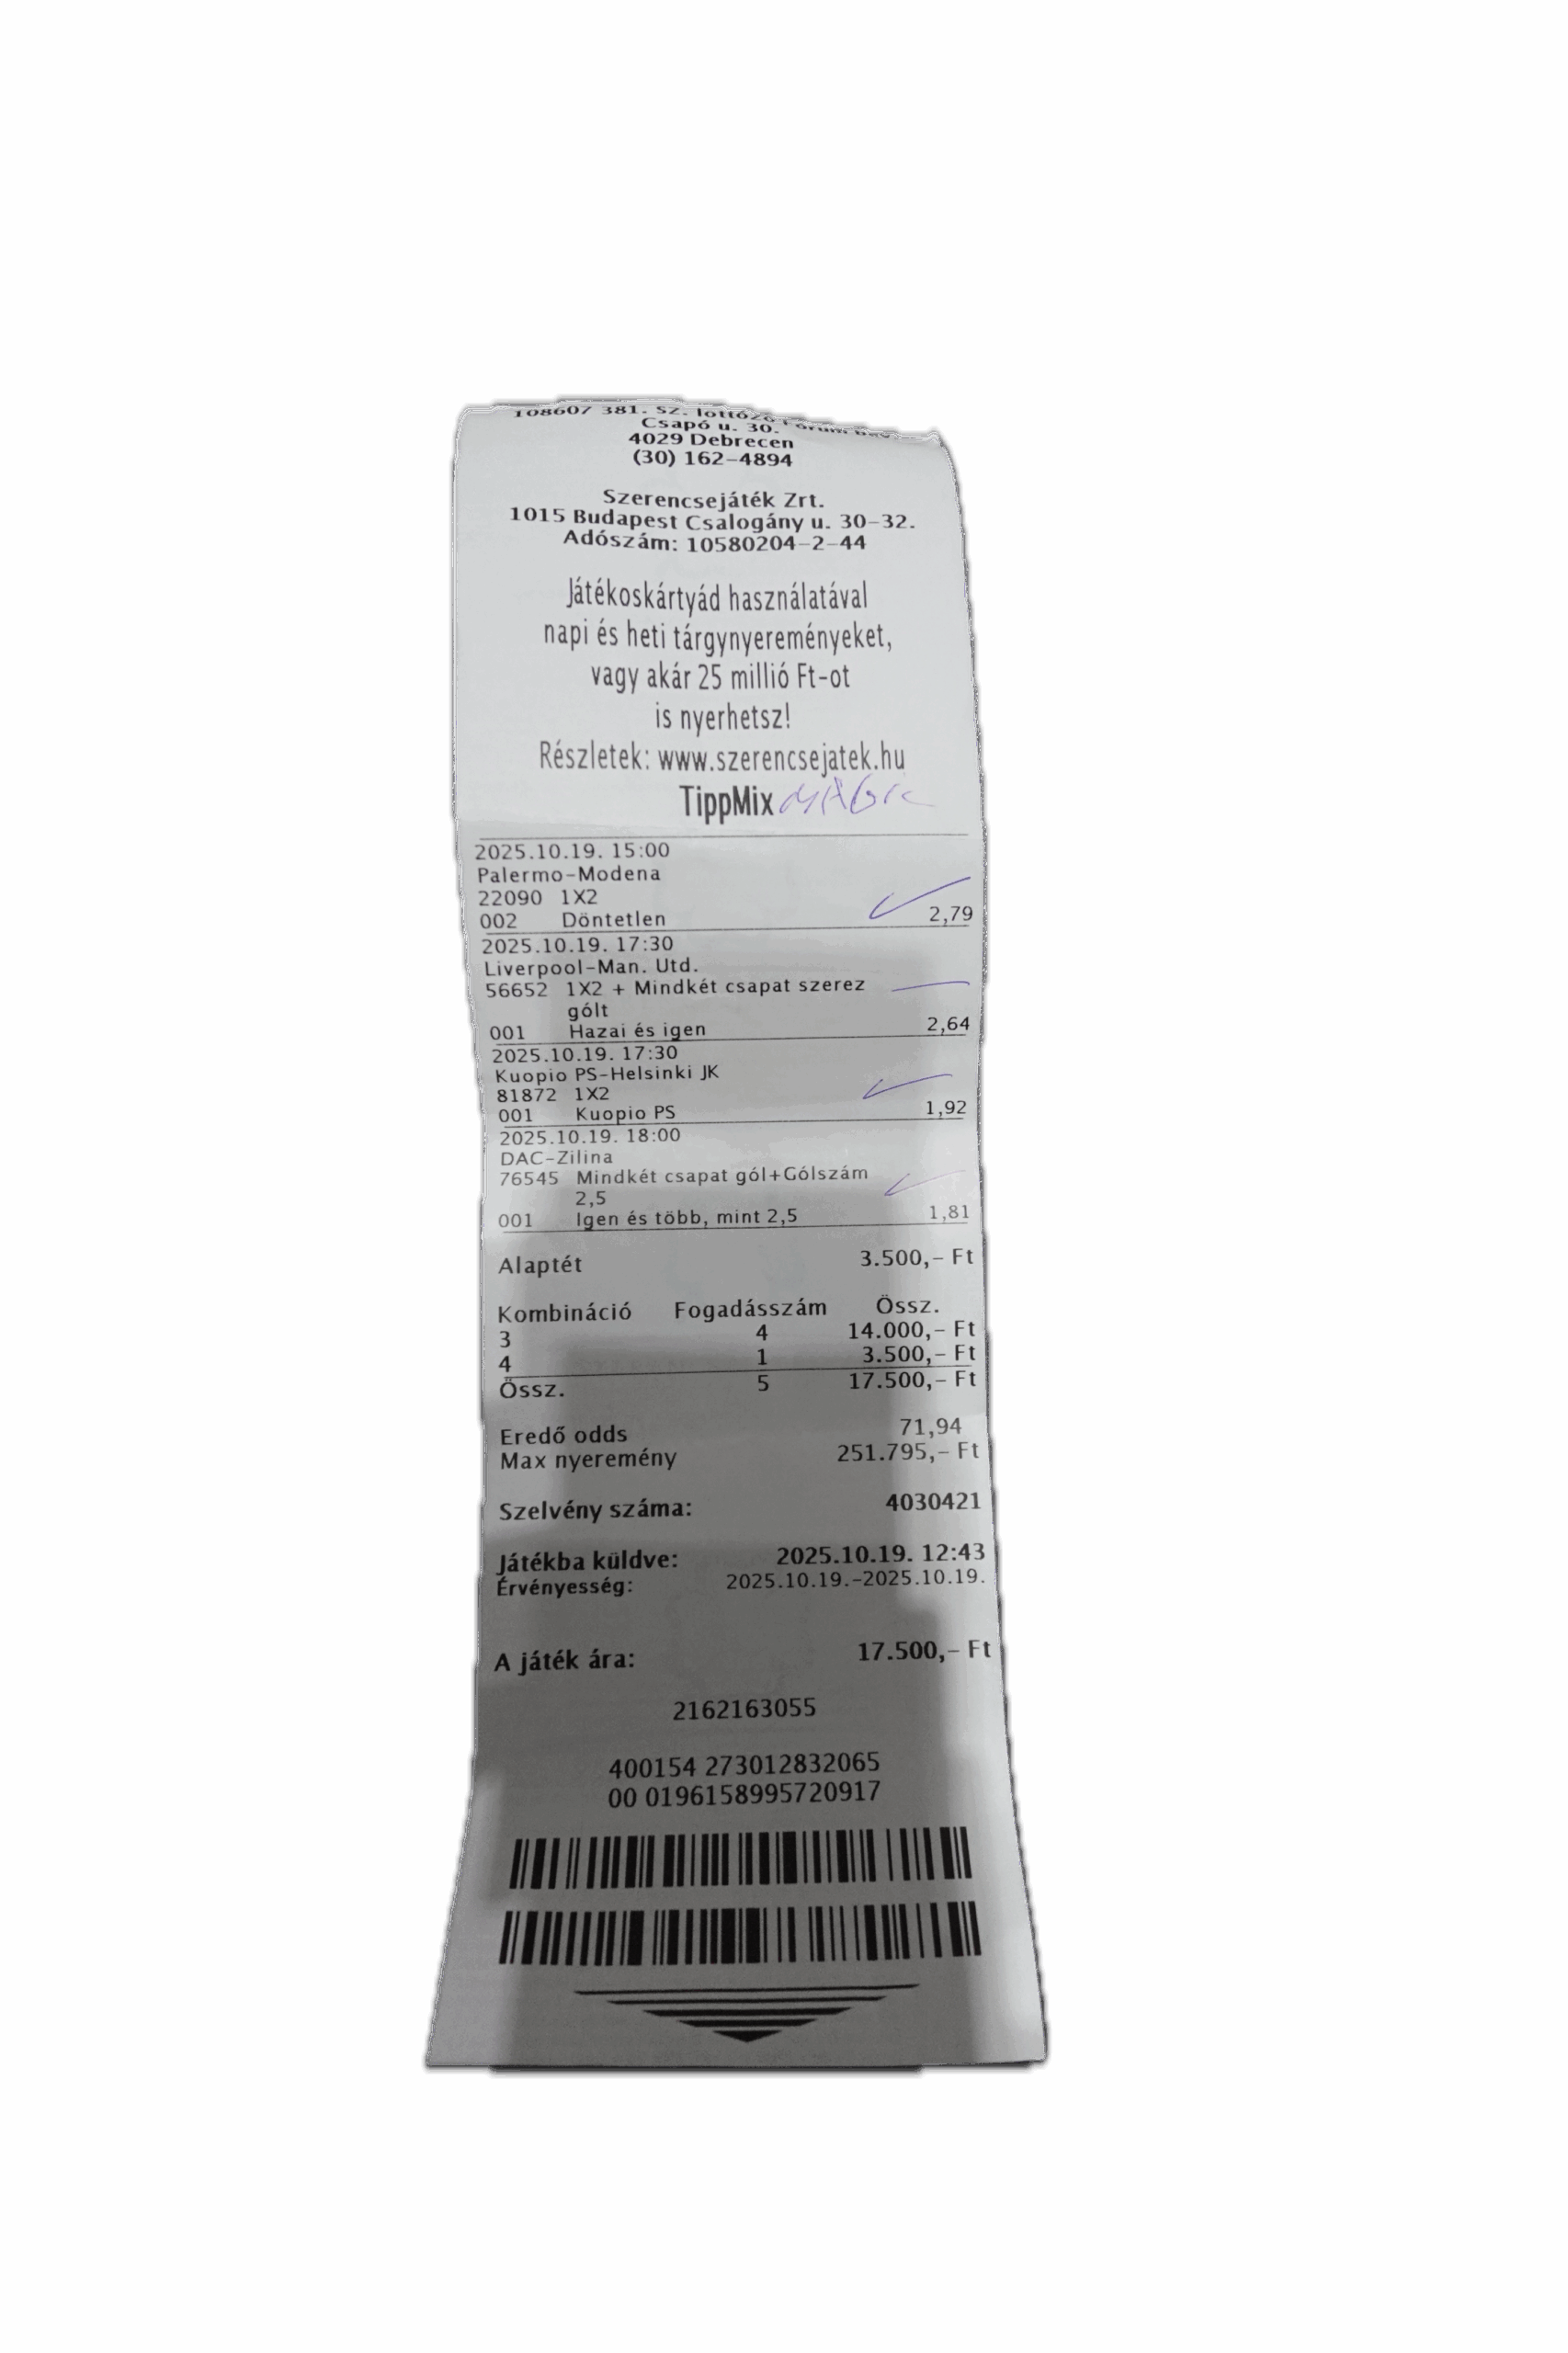 108607 381. sz. lottózó
Csapó u. 30.
4029 Debrecen
(30) 162-4894
Szerencsejáték Zrt.
1015 Budapest Csalogány u. 30-32.
Adószám: 10580204-2-44
Játékoskártyád használatával
napi és heti tárgynyereményeket,
vagy akár 25 millió Ft-ot
is nyerhetsz!
Részletek: www.szerencsejatek.hu
TippMix
2025.10.19. 15:00
Palermo-Modena
22090 1X2
002 Döntetlen 2,79
2025.10.19. 17:30
Liverpool-Man. Utd.
56652 1X2 + Mindkét csapat szerez
gólt
001 Hazai és igen 2,64
2025.10.19. 17:30
Kuopio PS-Helsinki JK
81872 1X2
001 Kuopio PS 1,92
2025.10.19. 18:00
DAC-Zilina
76545 Mindkét csapat gól+Gólszám
2,5
001 Igen és több, mint 2,5 1,81
Alaptét 3.500,- Ft
Kombináció Fogadásszám Össz.
3 4 14.000,- Ft
4 1 3.500,- Ft
Össz. 5 17.500,- Ft
Eredő odds 71,94
Max nyeremény 251.795,- Ft
Szelvény száma: 4030421
Játékba küldve: 2025.10.19. 12:43
Érvényesség: 2025.10.19.-2025.10.19.
A játék ára: 17.500,- Ft
2162163055
400154 273012832065
00 0196158995720917